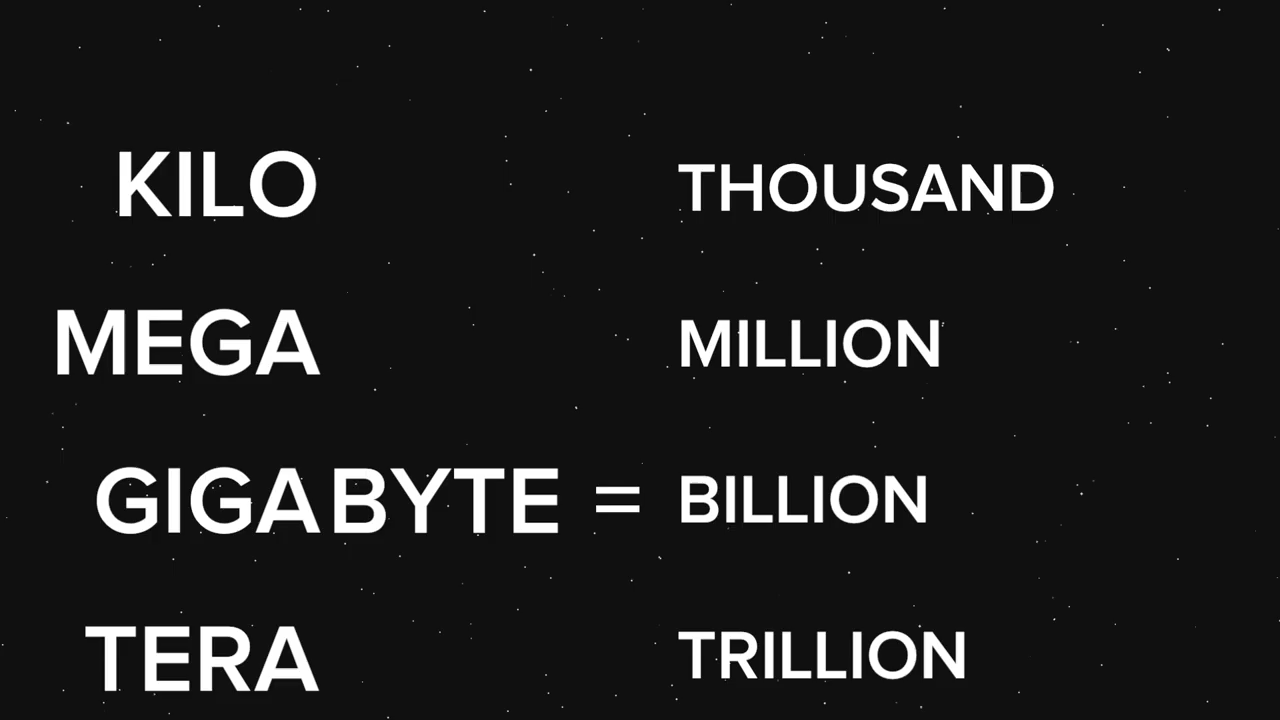 KILO THOUSAND
MEGA MILLION
GIGABYTE = BILLION
TERA TRILLION